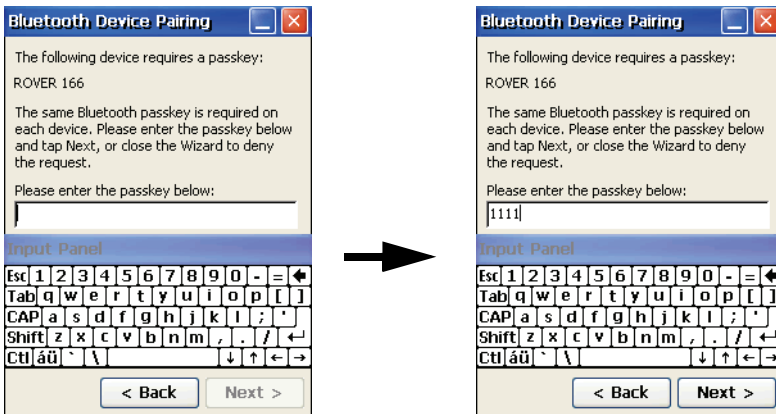 Bluetooth Device Pairing
The following device requires a passkey:
ROVER 166
The same Bluetooth passkey is required on
each device. Please enter the passkey below
and tap Next, or close the Wizard to deny
the request.
Please enter the passkey below:
Input Panel
Esc 1 2 3 4 5 6 7 8 9 0 - =
Tab q w e r t y u i o p [ ]
CAP a s d f g h j k l ; '
Shift z x c v b n m , . /
Ctl áü ` \ ↓ ↑ ← →
< Back Next >
Bluetooth Device Pairing
The following device requires a passkey:
ROVER 166
The same Bluetooth passkey is required on
each device. Please enter the passkey below
and tap Next, or close the Wizard to deny
the request.
Please enter the passkey below:
1111
Input Panel
Esc 1 2 3 4 5 6 7 8 9 0 - =
Tab q w e r t y u i o p [ ]
CAP a s d f g h j k l ; '
Shift z x c v b n m , . /
Ctl áü ` \ ↓ ↑ ← →
< Back Next >